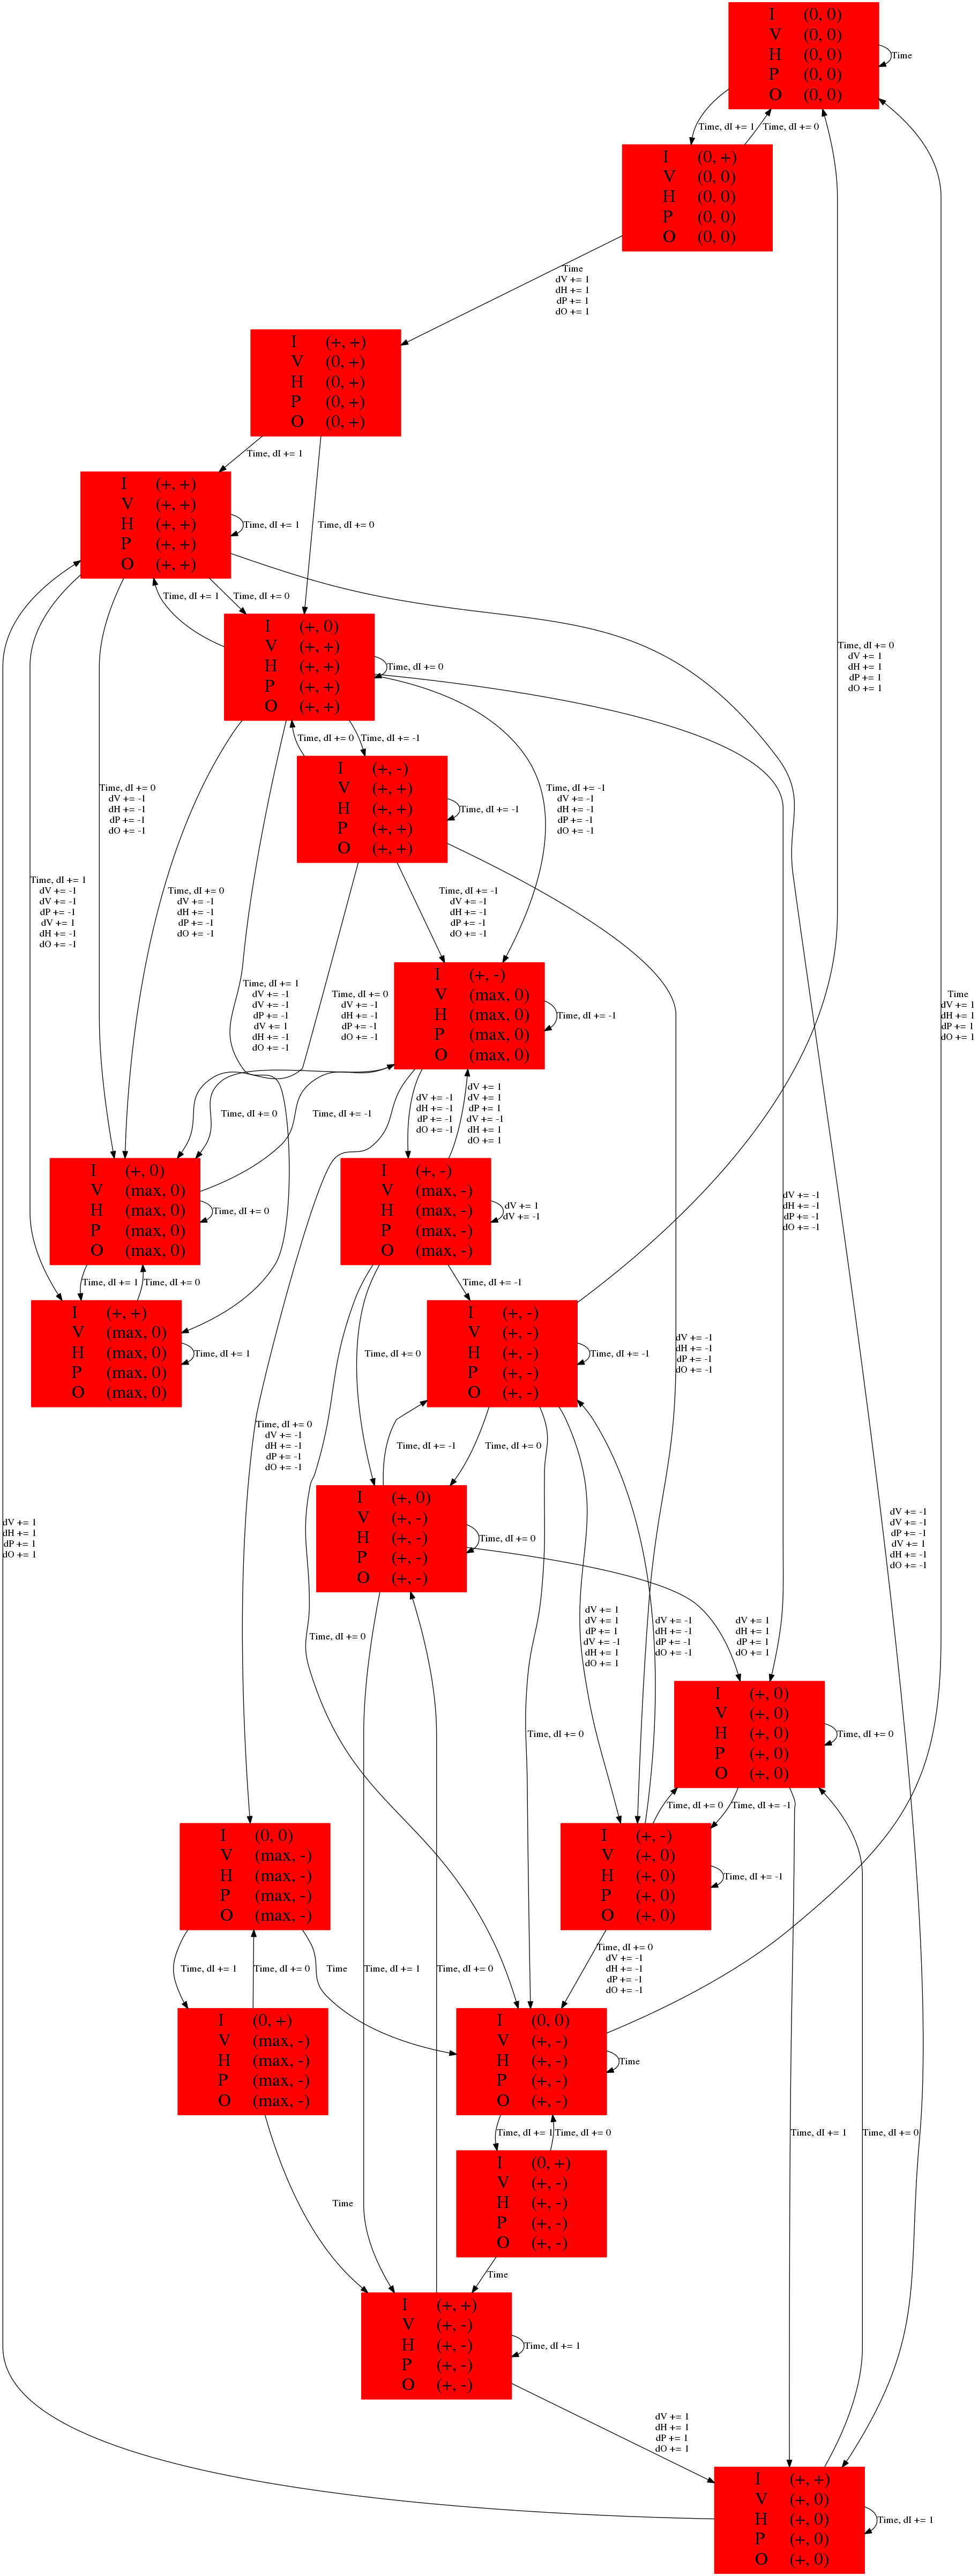 I (0, 0)
V (0, 0)
H (0, 0)
P (0, 0)
O (0, 0)
Time
Time, dI += 1
Time, dI += 0
I (0, +)
V (0, 0)
H (0, 0)
P (0, 0)
O (0, 0)
Time
dV += 1
dH += 1
dP += 1
dO += 1
I (+, +)
V (0, +)
H (0, +)
P (0, +)
O (0, +)
Time, dI += 1
I (+, +)
V (+, +)
H (+, +)
P (+, +)
O (+, +)
Time, dI += 1
Time, dI += 0
Time, dI += 1
Time, dI += 0
I (+, 0)
V (+, +)
H (+, +)
P (+, +)
O (+, +)
Time, dI += 0
Time, dI += 0
dV += 1
dH += 1
dP += 1
dO += 1
Time, dI += 0
Time, dI += -1
I (+, -)
V (+, +)
H (+, +)
P (+, +)
O (+, +)
Time, dI += -1
Time, dI += 0
dV += -1
dH += -1
dP += -1
dO += -1
Time, dI += -1
dV += -1
dH += -1
dP += -1
dO += -1
Time, dI += 1
dV += -1
dV += -1
dP += -1
dV += 1
dH += -1
dO += -1
Time, dI += 0
dV += -1
dH += -1
dP += -1
dO += -1
Time, dI += -1
dV += -1
dH += -1
dP += -1
dO += -1
Time, dI += 1
dV += -1
dV += -1
dP += -1
dV += 1
dH += -1
dO += -1
Time, dI += 0
dV += -1
dH += -1
dP += -1
dO += -1
I (+, -)
V (max, 0)
H (max, 0)
P (max, 0)
O (max, 0)
Time, dI += -1
Time
dV += 1
dH += 1
dP += 1
dO += 1
Time, dI += 0
Time, dI += -1
dV += -1
dH += -1
dP += -1
dO += -1
dV += 1
dV += 1
dP += 1
dV += -1
dH += 1
dO += 1
I (+, 0)
V (max, 0)
H (max, 0)
P (max, 0)
O (max, 0)
Time, dI += 0
I (+, -)
V (max, -)
H (max, -)
P (max, -)
O (max, -)
dV += 1
dV += -1
dV += -1
dH += -1
dP += -1
dO += -1
Time, dI += 1
Time, dI += 0
Time, dI += -1
I (+, +)
V (max, 0)
H (max, 0)
P (max, 0)
O (max, 0)
Time, dI += 1
Time, dI += 0
I (+, -)
V (+, -)
H (+, -)
P (+, -)
O (+, -)
Time, dI += -1
dV += -1
dH += -1
dP += -1
dO += -1
Time, dI += 0
dV += -1
dH += -1
dP += -1
dO += -1
Time, dI += -1
Time, dI += 0
I (+, 0)
V (+, -)
H (+, -)
P (+, -)
O (+, -)
Time, dI += 0
dV += 1
dH += 1
dP += 1
dO += 1
dV += -1
dV += -1
dP += -1
dV += 1
dH += -1
dO += -1
Time, dI += 0
dV += 1
dV += 1
dP += 1
dV += -1
dH += 1
dO += 1
dV += -1
dH += -1
dP += -1
dO += -1
dV += 1
dH += 1
dP += 1
dO += 1
Time, dI += 0
I (+, 0)
V (+, 0)
H (+, 0)
P (+, 0)
O (+, 0)
Time, dI += 0
Time, dI += 0
Time, dI += -1
I (0, 0)
V (max, -)
H (max, -)
P (max, -)
O (max, -)
I (+, -)
V (+, 0)
H (+, 0)
P (+, 0)
O (+, 0)
Time, dI += -1
Time, dI += 1
Time, dI += 0
Time
Time, dI += 1
Time, dI += 0
Time, dI += 0
dV += -1
dH += -1
dP += -1
dO += -1
I (0, +)
V (max, -)
H (max, -)
P (max, -)
O (max, -)
I (0, 0)
V (+, -)
H (+, -)
P (+, -)
O (+, -)
Time
Time, dI += 1
Time, dI += 0
Time, dI += 1
Time, dI += 0
Time
I (0, +)
V (+, -)
H (+, -)
P (+, -)
O (+, -)
Time
I (+, +)
V (+, -)
H (+, -)
P (+, -)
O (+, -)
Time, dI += 1
dV += 1
dH += 1
dP += 1
dO += 1
I (+, +)
V (+, 0)
H (+, 0)
P (+, 0)
O (+, 0)
Time, dI += 1